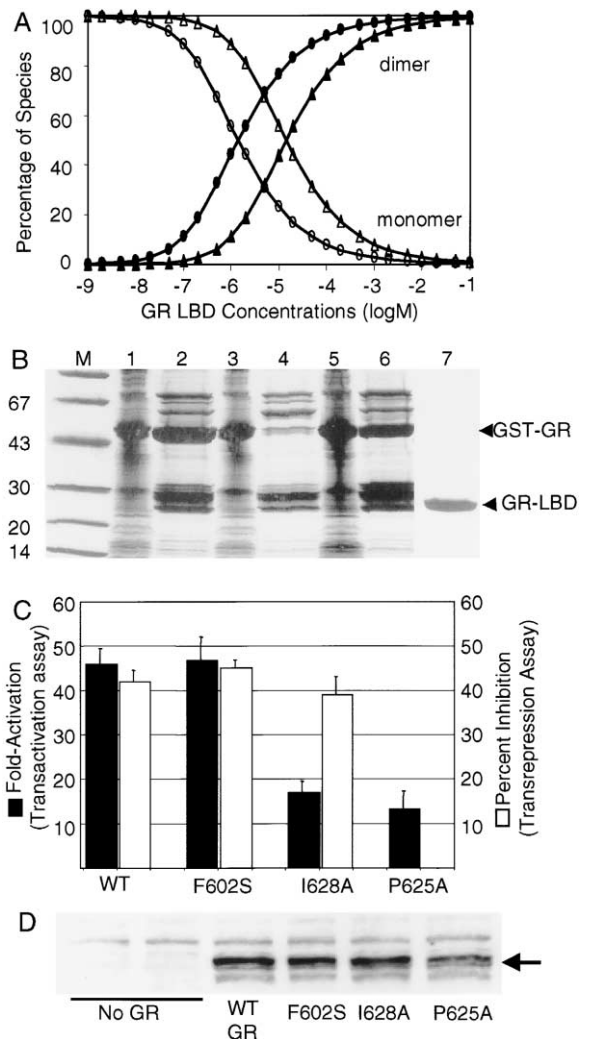 A
Percentage of Species
100
80
60
40
20
0
dimer
monomer
-9 -8 -7 -6 -5 -4 -3 -2 -1
GR LBD Concentrations (logM)
B
M 1 2 3 4 5 6 7
67
43
30
20
14
GST-GR
GR-LBD
C
Fold-Activation
(Transactivation assay)
60
50
40
30
20
10
60
50
40
30
20
10
Percent Inhibition
(Transrepression Assay)
WT F602S I628A P625A
D
No GR
WT
GR
F602S I628A P625A